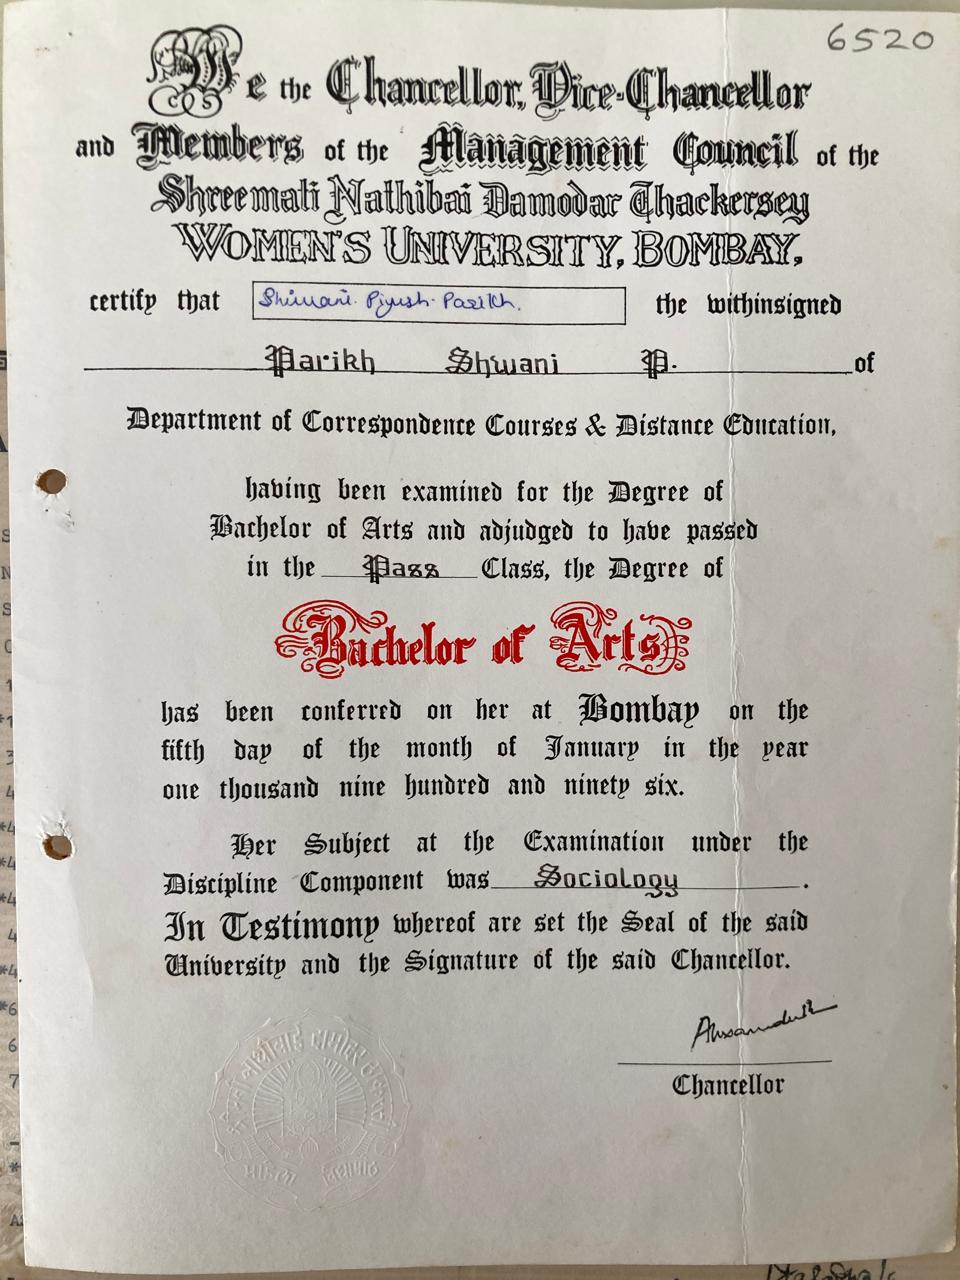 6520
We the Chancellor, Vice-Chancellor
and Members of the Management Council of the
Shreemati Nathibai Damodar Thackersey
WOMEN'S UNIVERSITY, BOMBAY,
certify that Shiwani Piyush Parikh. the withinsigned
Parikh Shwani P. of
Department of Correspondence Courses & Distance Education,
having been examined for the Degree of
Bachelor of Arts and adjudged to have passed
in the Pass Class, the Degree of
Bachelor of Arts
has been conferred on her at Bombay on the
fifth day of the month of January in the year
one thousand nine hundred and ninety six.
Her Subject at the Examination under the
Discipline Component was Sociology.
In Testimony whereof are set the Seal of the said
University and the Signature of the said Chancellor.
Chancellor